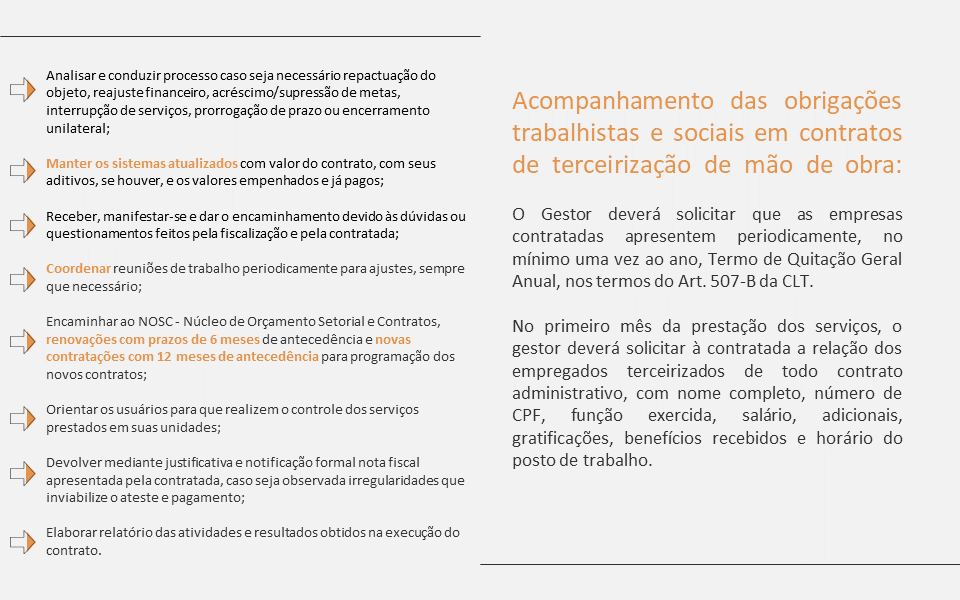 Analisar e conduzir processo caso seja necessário repactuação do
objeto, reajuste financeiro, acréscimo/supressão de metas,
interrupção de serviços, prorrogação de prazo ou encerramento
unilateral;
Manter os sistemas atualizados com valor do contrato, com seus
aditivos, se houver, e os valores empenhados e já pagos;
Receber, manifestar-se e dar o encaminhamento devido às dúvidas ou
questionamentos feitos pela fiscalização e pela contratada;
Coordenar reuniões de trabalho periodicamente para ajustes, sempre
que necessário;
Encaminhar ao NOSC - Núcleo de Orçamento Setorial e Contratos,
renovações com prazos de 6 meses de antecedência e novas
contratações com 12 meses de antecedência para programação dos
novos contratos;
Orientar os usuários para que realizem o controle dos serviços
prestados em suas unidades;
Devolver mediante justificativa e notificação formal nota fiscal
apresentada pela contratada, caso seja observada irregularidades que
inviabilize o ateste e pagamento;
Elaborar relatório das atividades e resultados obtidos na execução do
contrato.
Acompanhamento das obrigações
trabalhistas e sociais em contratos
de terceirização de mão de obra:
O Gestor deverá solicitar que as empresas
contratadas apresentem periodicamente, no
mínimo uma vez ao ano, Termo de Quitação Geral
Anual, nos termos do Art. 507-B da CLT.
No primeiro mês da prestação dos serviços, o
gestor deverá solicitar à contratada a relação dos
empregados terceirizados de todo contrato
administrativo, com nome completo, número de
CPF, função exercida, salário, adicionais,
gratificações, benefícios recebidos e horário do
posto de trabalho.